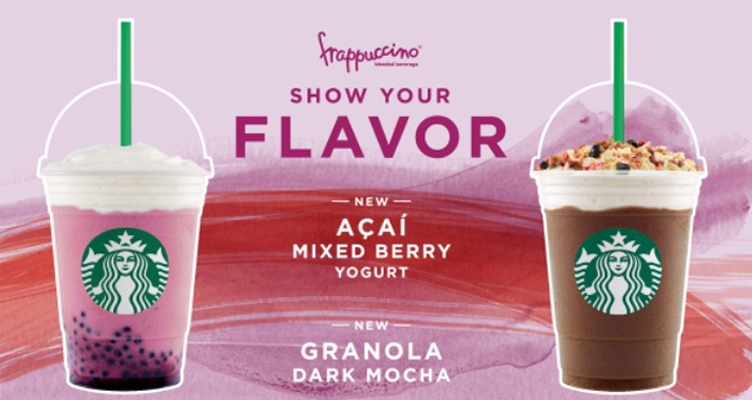 frappuccino®
blended beverage
SHOW YOUR
FLAVOR
NEW
AÇAÍ
MIXED BERRY
YOGURT
NEW
GRANOLA
DARK MOCHA